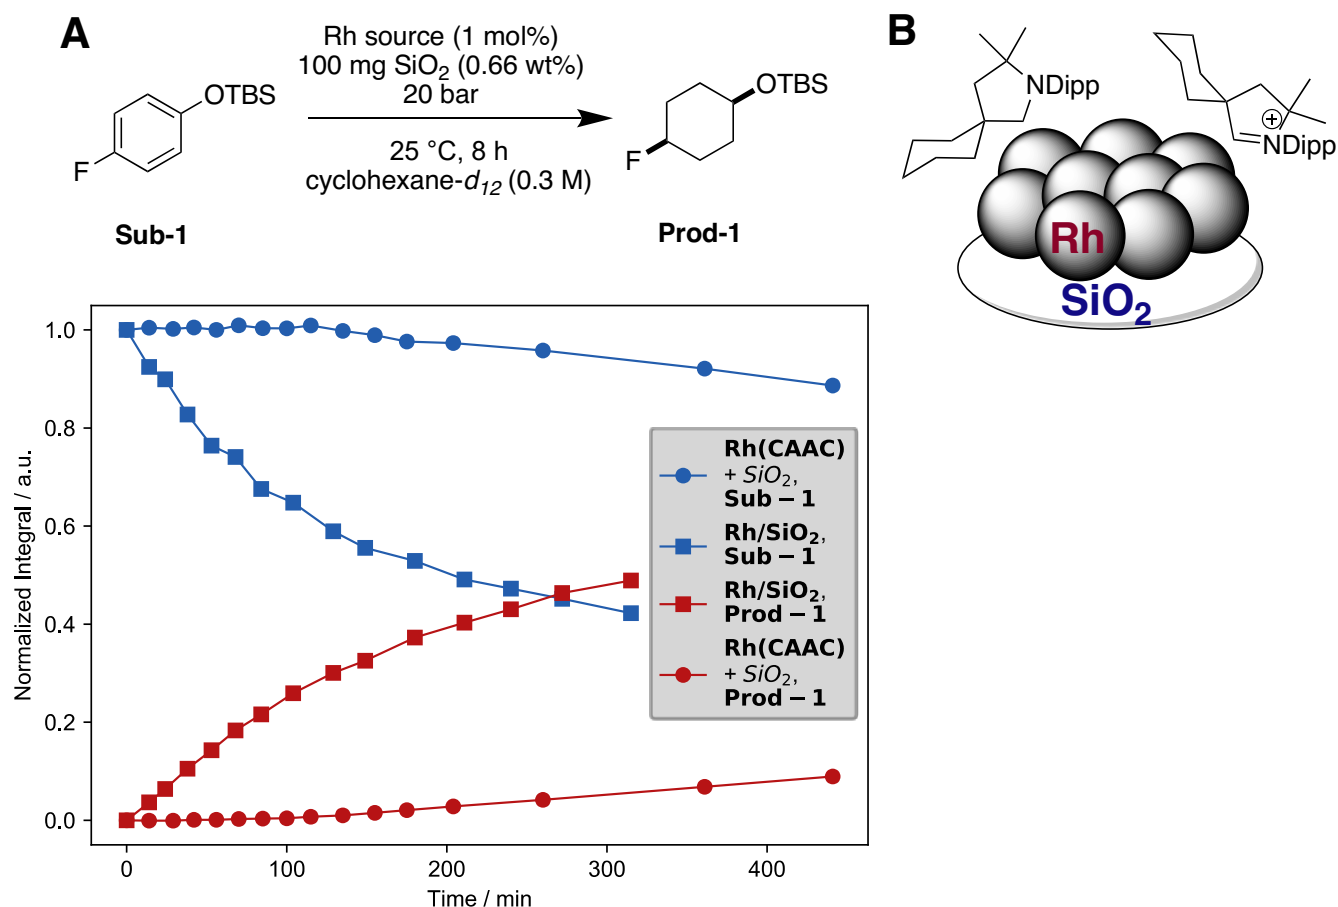 A
Rh source (1 mol%)
100 mg SiO₂ (0.66 wt%)
20 bar
25 °C, 8 h
cyclohexane-d₁₂ (0.3 M)
OTBS
F
Sub-1
OTBS
F
Prod-1
B
NDipp
⊕
NDipp
Rh
SiO₂
Normalized Integral / a.u.
1.0
0.8
0.6
0.4
0.2
0.0
Rh(CAAC)
+ SiO₂,
Sub − 1
Rh/SiO₂,
Sub − 1
Rh/SiO₂,
Prod − 1
Rh(CAAC)
+ SiO₂,
Prod − 1
0 100 200 300 400
Time / min